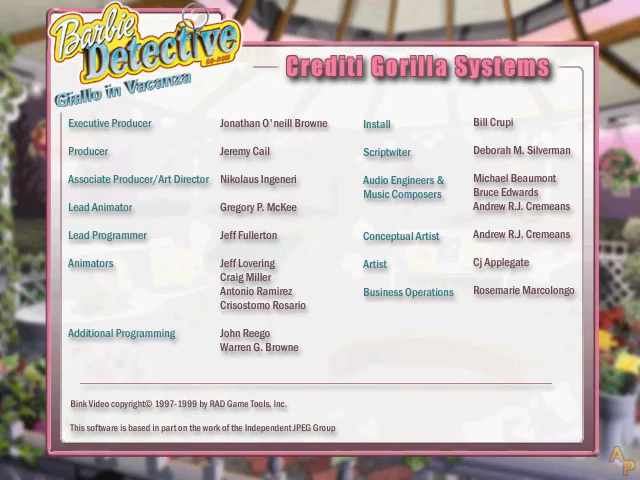 Barbie
Detective
CD-ROM
Giallo in Vacanza
Crediti Gorilla Systems
Executive Producer Jonathan O'neill Browne
Producer Jeremy Cail
Associate Producer/Art Director Nikolaus Ingeneri
Lead Animator Gregory P. McKee
Lead Programmer Jeff Fullerton
Animators Jeff Lovering
Craig Miller
Antonio Ramirez
Crisostomo Rosario
Additional Programming John Reego
Warren G. Browne
Install Bill Crupi
Scriptwiter Deborah M. Silverman
Audio Engineers & Michael Beaumont
Music Composers Bruce Edwards
Andrew R.J. Cremeans
Conceptual Artist Andrew R.J. Cremeans
Artist Cj Applegate
Business Operations Rosemarie Marcolongo
Bink Video copyright© 1997-1999 by RAD Game Tools, Inc.
This software is based in part on the work of the Independent JPEG Group
AP